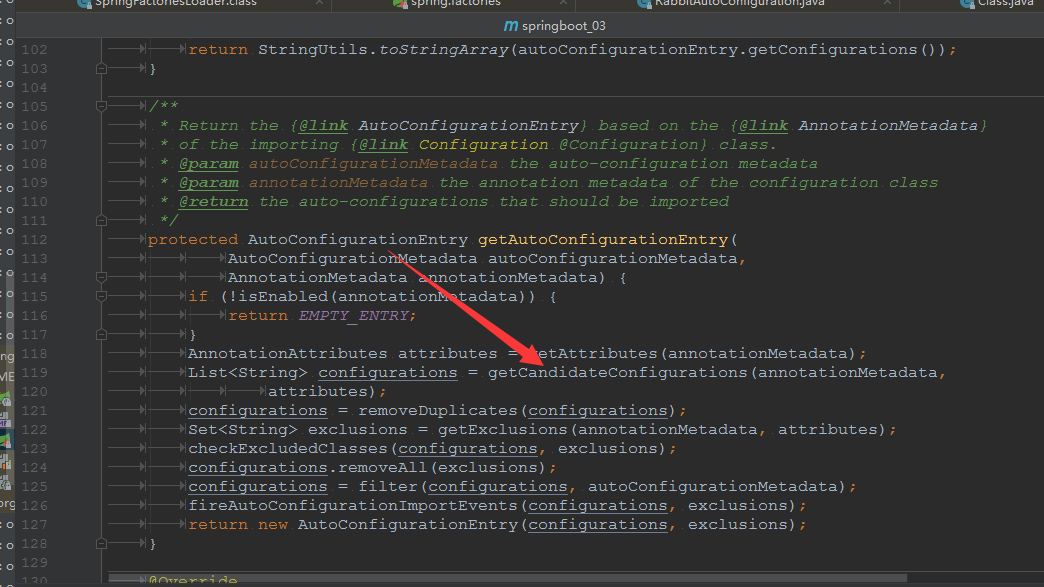 SpringFactoriesLoader.class spring.factories RabbitAutoConfiguration.java Class.java
m springboot_03
102 return StringUtils.toStringArray(autoConfigurationEntry.getConfigurations());
103 }
104
105 /**
106 * Return the {@link AutoConfigurationEntry} based on the {@link AnnotationMetadata}
107 * of the importing {@link Configuration @Configuration} class.
108 * @param autoConfigurationMetadata the auto-configuration metadata
109 * @param annotationMetadata the annotation metadata of the configuration class
110 * @return the auto-configurations that should be imported
111 */
112 protected AutoConfigurationEntry getAutoConfigurationEntry(
113 AutoConfigurationMetadata autoConfigurationMetadata,
114 AnnotationMetadata annotationMetadata) {
115 if (!isEnabled(annotationMetadata)) {
116 return EMPTY_ENTRY;
117 }
118 AnnotationAttributes attributes = getAttributes(annotationMetadata);
119 List<String> configurations = getCandidateConfigurations(annotationMetadata,
120 attributes);
121 configurations = removeDuplicates(configurations);
122 Set<String> exclusions = getExclusions(annotationMetadata, attributes);
123 checkExcludedClasses(configurations, exclusions);
124 configurations.removeAll(exclusions);
125 configurations = filter(configurations, autoConfigurationMetadata);
126 fireAutoConfigurationImportEvents(configurations, exclusions);
127 return new AutoConfigurationEntry(configurations, exclusions);
128 }
129
130 @Override